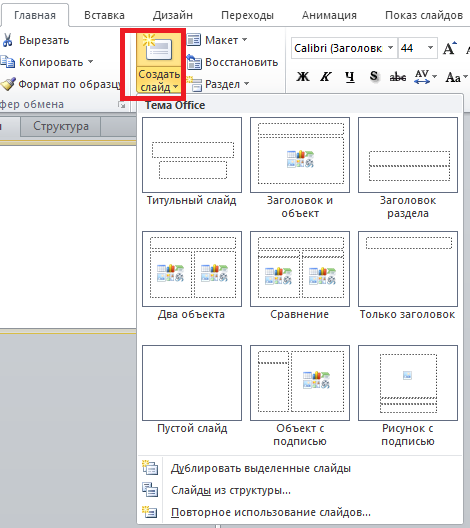 Главная Вставка Дизайн Переходы Анимация Показ слайдов
Вырезать
Копировать
Формат по образцу
фер обмена
Создать
слайд
Макет
Восстановить
Раздел
Calibri (Заголовк 44
Ж К Ч S abc AV Aa
Структура
Тема Office
Титульный слайд
Заголовок и
объект
Заголовок
раздела
Два объекта
Сравнение
Только заголовок
Пустой слайд
Объект с
подписью
Рисунок с
подписью
Дублировать выделенные слайды
Слайды из структуры...
Повторное использование слайдов...